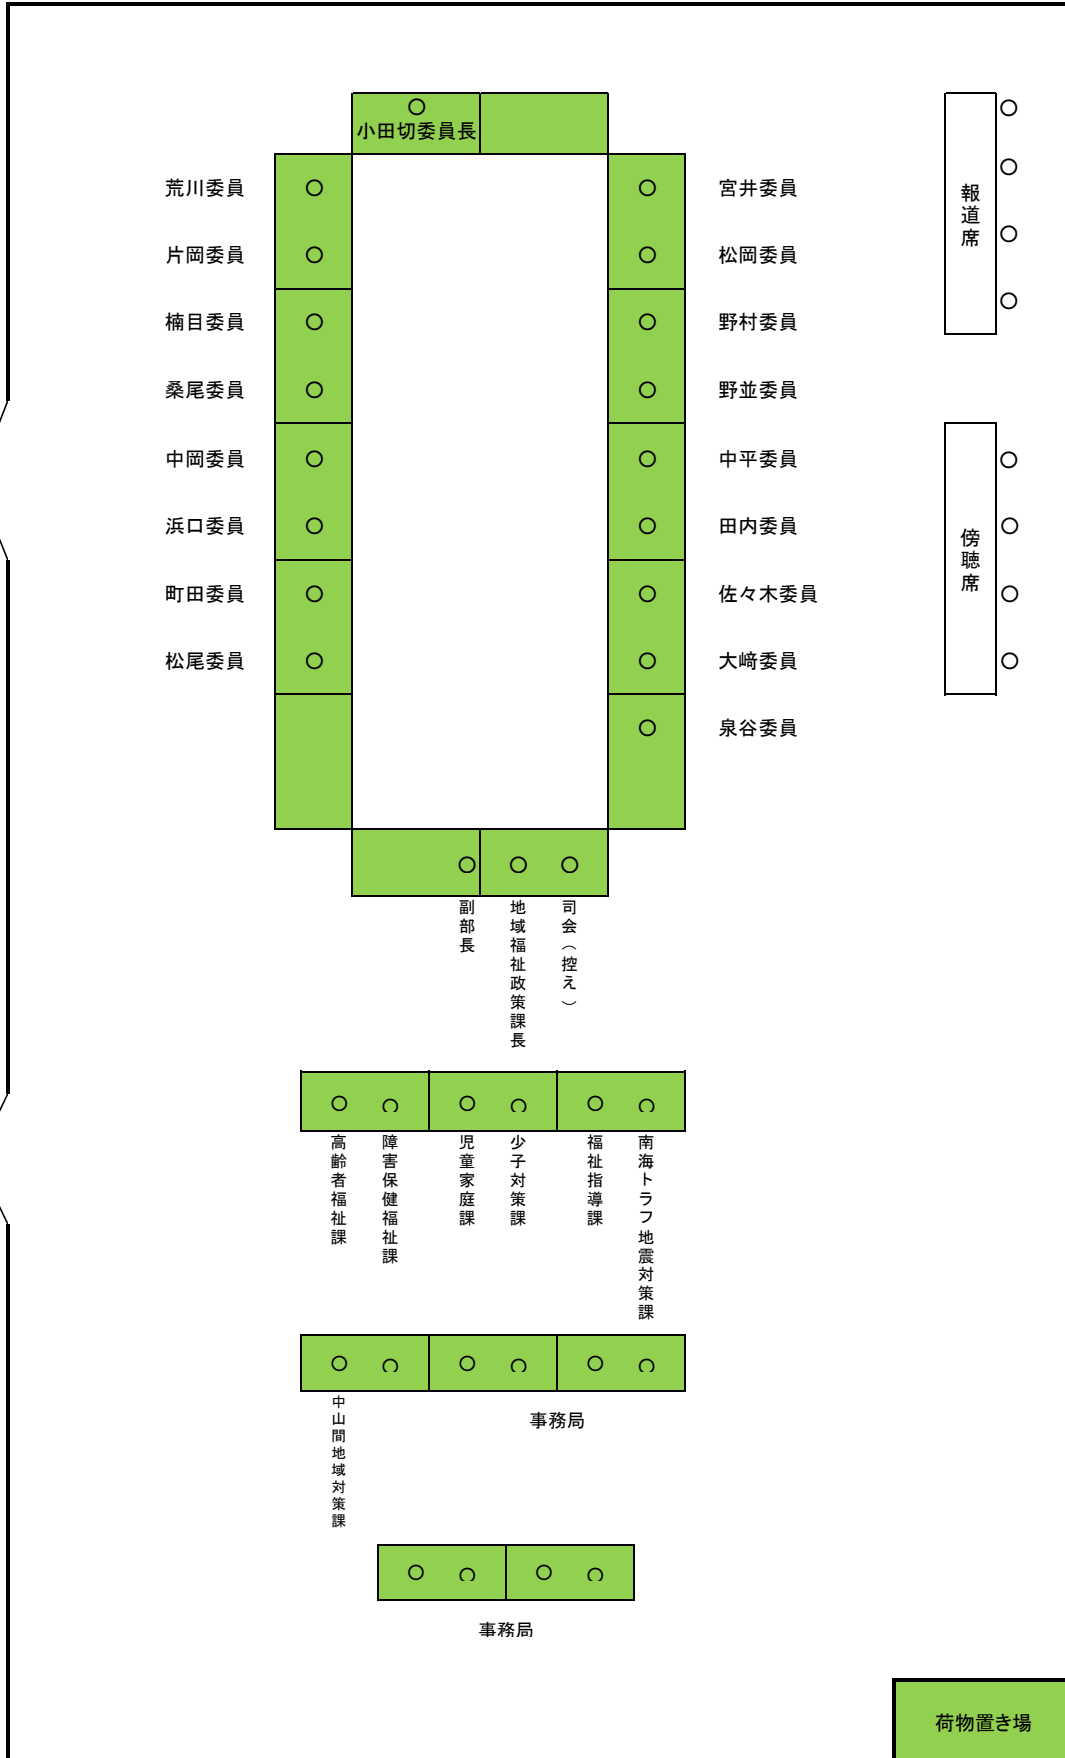 小田切委員長
荒川委員
片岡委員
楠目委員
桑尾委員
中岡委員
浜口委員
町田委員
松尾委員
宮井委員
松岡委員
野村委員
野並委員
中平委員
田内委員
佐々木委員
大﨑委員
泉谷委員
報道席
傍聴席
副部長
地域福祉政策課長
司会（控え）
高齢者福祉課
障害保健福祉課
児童家庭課
少子対策課
福祉指導課
南海トラフ地震対策課
中山間地域対策課
事務局
事務局
荷物置き場